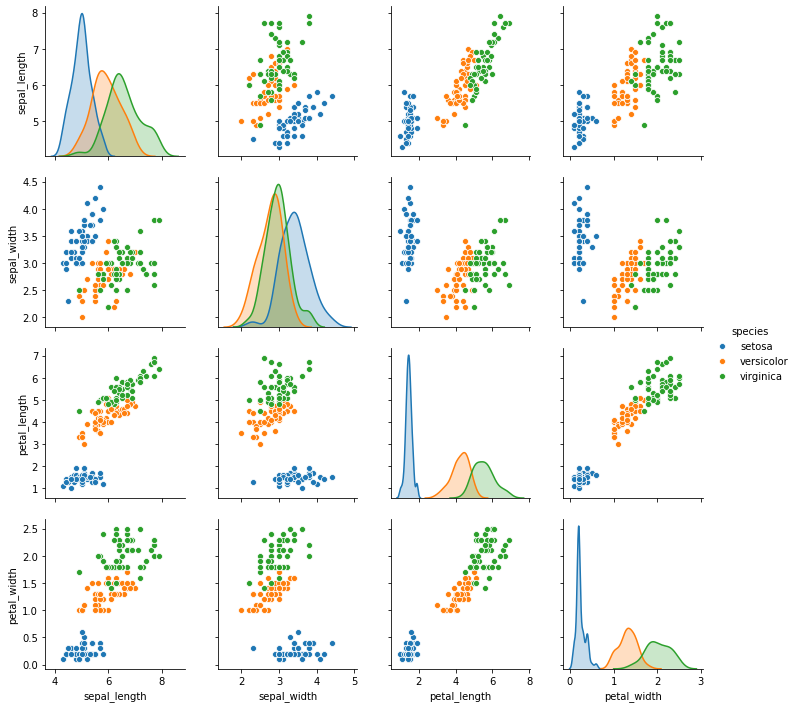 8
7
6
5
sepal_length
4.5
4.0
3.5
3.0
2.5
2.0
sepal_width
species
setosa
versicolor
virginica
7
6
5
4
3
2
1
petal_length
2.5
2.0
1.5
1.0
0.5
0.0
petal_width
4 6 8
sepal_length
2 3 4 5
sepal_width
2 4 6 8
petal_length
0 1 2 3
petal_width